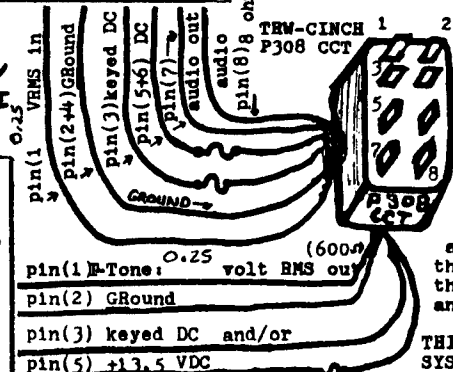 0.25
pin(1 VRMS in
pin(2+4)GRound
pin(3)keyed DC
pin(5+6) DC
pin(7)→
audio out
audio
pin(8)8 oh
TRW-CINCH
P308 CCT
1 2
3
5
7 8
P308
CCT
GROUND→
0.25 (600Ω
pin(1) Tone: volt RMS out
pin(2) GRound
pin(3) keyed DC and/or
pin(5) +13.5 VDC
a
th
th
an
THI
SYS